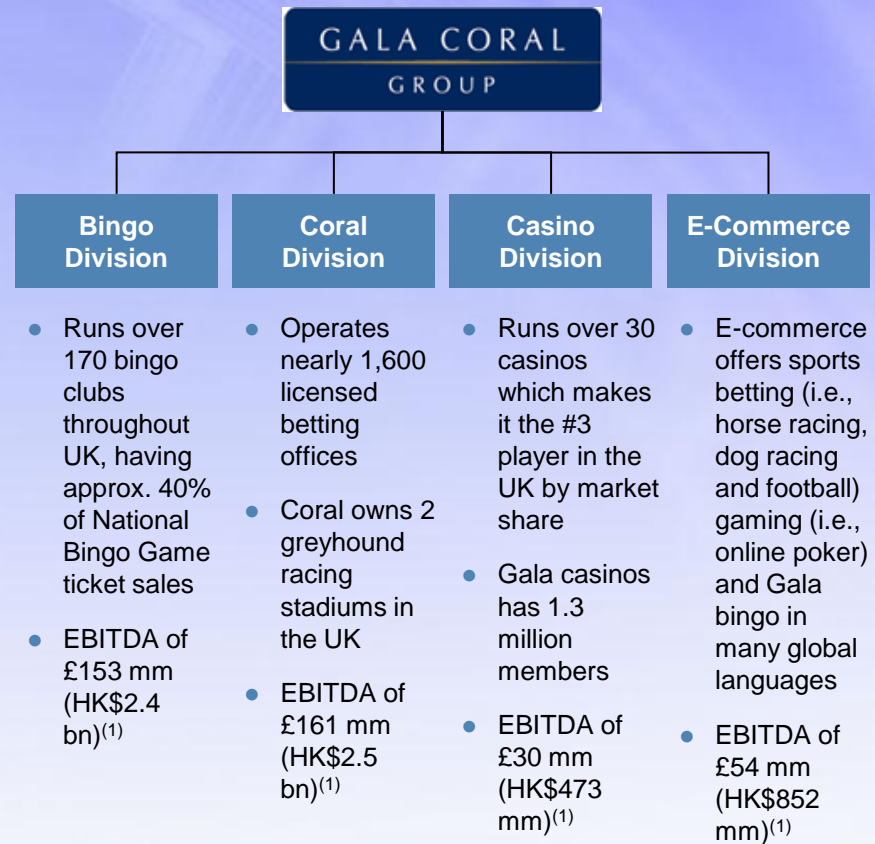 GALA CORAL
GROUP
Bingo
Division
● Runs over
170 bingo
clubs
throughout
UK, having
approx. 40%
of National
Bingo Game
ticket sales
● EBITDA of
£153 mm
(HK$2.4
bn)(1)
Coral
Division
● Operates
nearly 1,600
licensed
betting
offices
● Coral owns 2
greyhound
racing
stadiums in
the UK
● EBITDA of
£161 mm
(HK$2.5
bn)(1)
Casino
Division
● Runs over 30
casinos
which makes
it the #3
player in the
UK by market
share
● Gala casinos
has 1.3
million
members
● EBITDA of
£30 mm
(HK$473
mm)(1)
E-Commerce
Division
● E-commerce
offers sports
betting (i.e.,
horse racing,
dog racing
and football)
gaming (i.e.,
online poker)
and Gala
bingo in
many global
languages
● EBITDA of
£54 mm
(HK$852
mm)(1)